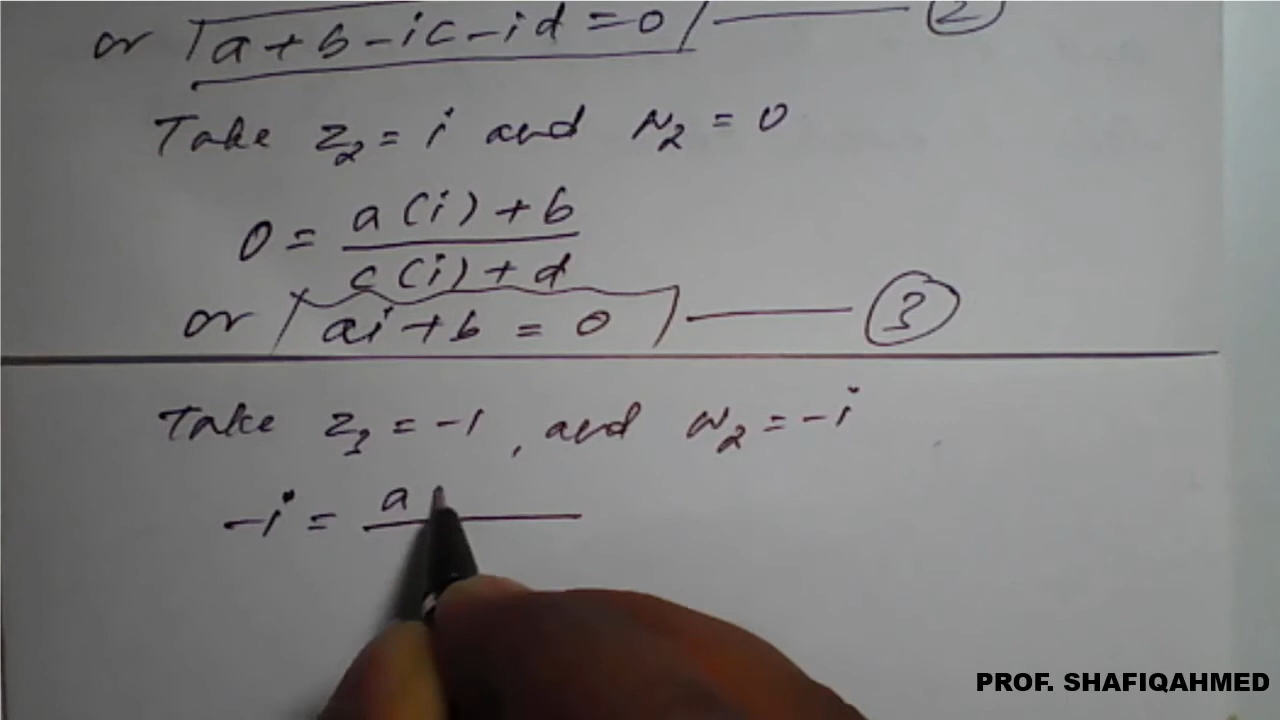 or a + b - ic - id = 0 ②
Take z₂ = i and w₂ = 0
0 = a(i) + b / c(i) + d
or ai + b = 0 ③
Take z₃ = -1, and w₂ = -i
-i = a
PROF. SHAFIQAHMED